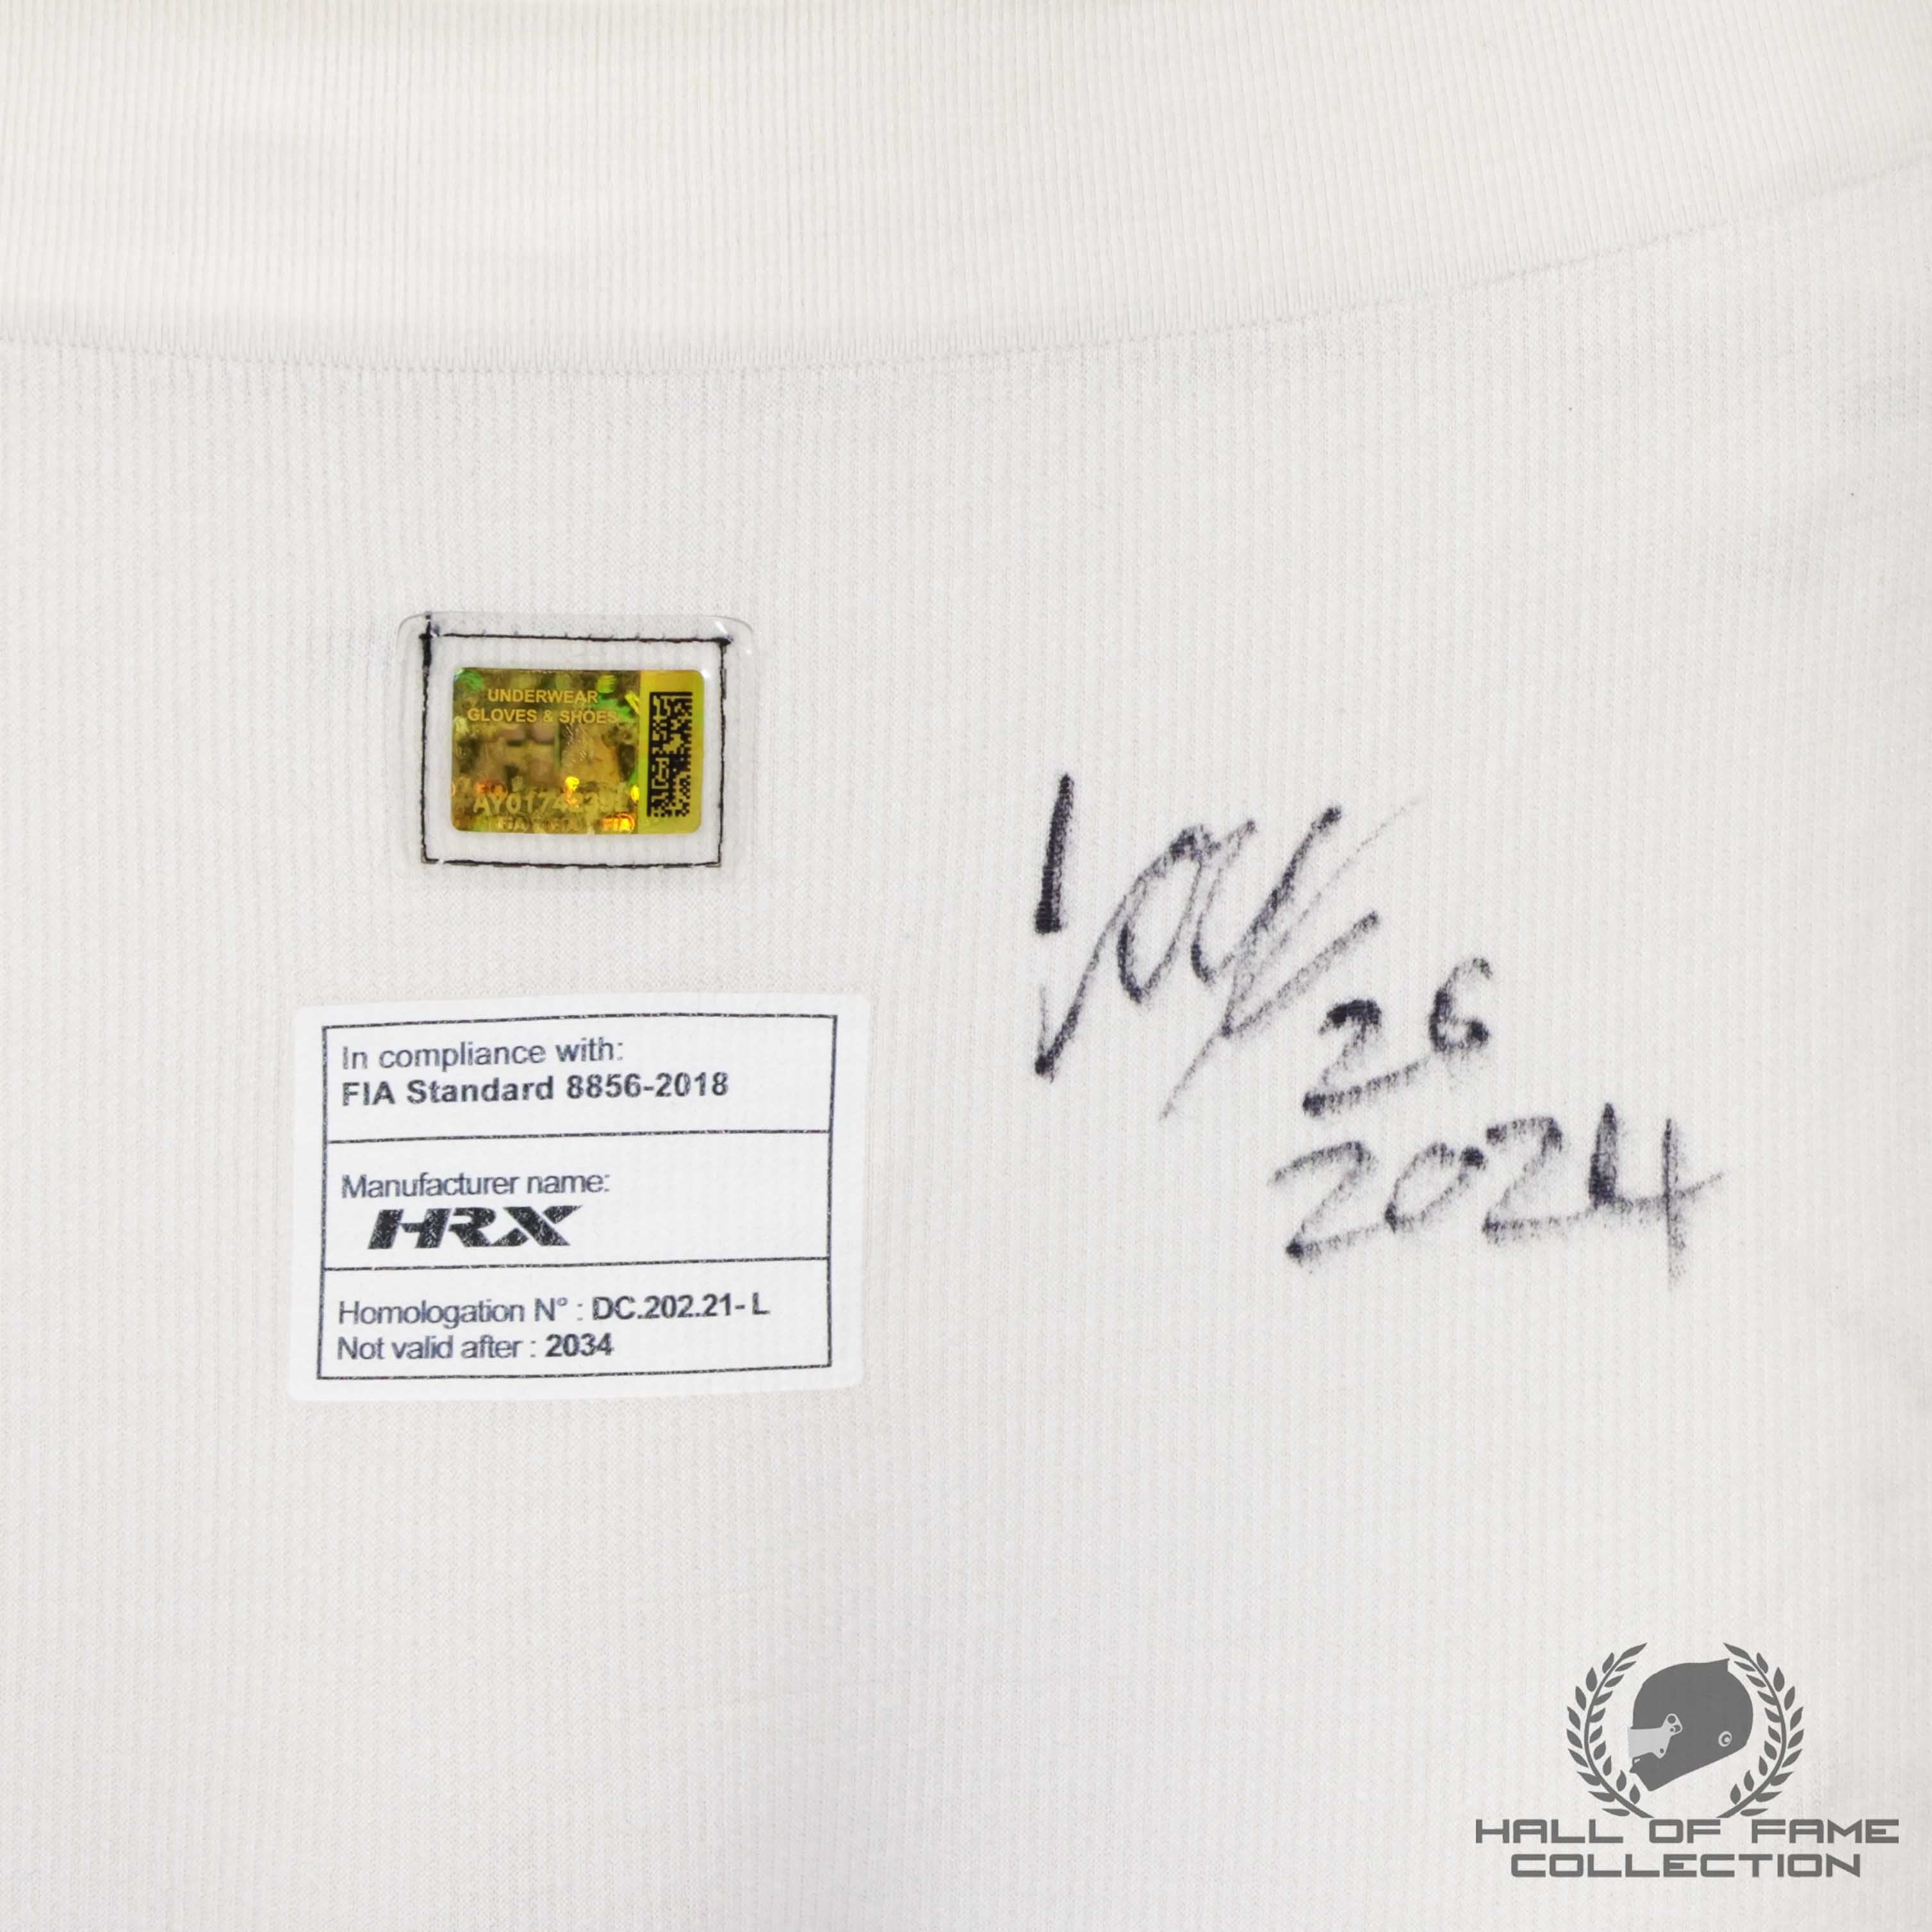 UNDERWEAR
GLOVES & SHOES
In compliance with:
FIA Standard 8856-2018
Manufacturer name:
HRX
Homologation N° : DC.202.21-L
Not valid after : 2034
26
2024
HALL OF FAME
COLLECTION